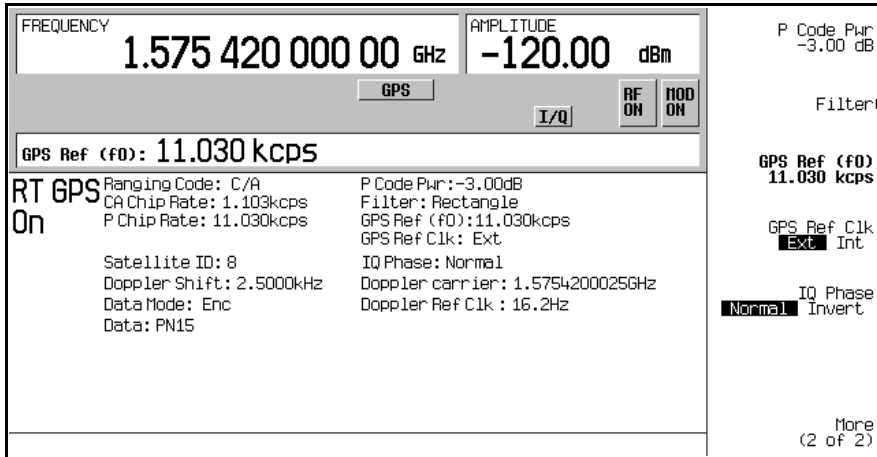 FREQUENCY
1.575 420 000 00 GHz
AMPLITUDE
-120.00 dBm
GPS
I/Q
RF ON
MOD ON
GPS Ref (f0): 11.030 kcps
RT GPS
On
Ranging Code: C/A
CA Chip Rate: 1.103kcps
P Chip Rate: 11.030kcps
P Code Pwr:-3.00dB
Filter: Rectangle
GPS Ref (f0):11.030kcps
GPS Ref Clk: Ext
Satellite ID: 8
Doppler Shift: 2.5000kHz
Data Mode: Enc
Data: PN15
IQ Phase: Normal
Doppler carrier: 1.5754200025GHz
Doppler Ref Clk : 16.2Hz
P Code Pwr
-3.00 dB
Filter
GPS Ref (f0)
11.030 kcps
GPS Ref Clk
Ext Int
IQ Phase
Normal Invert
More
(2 of 2)